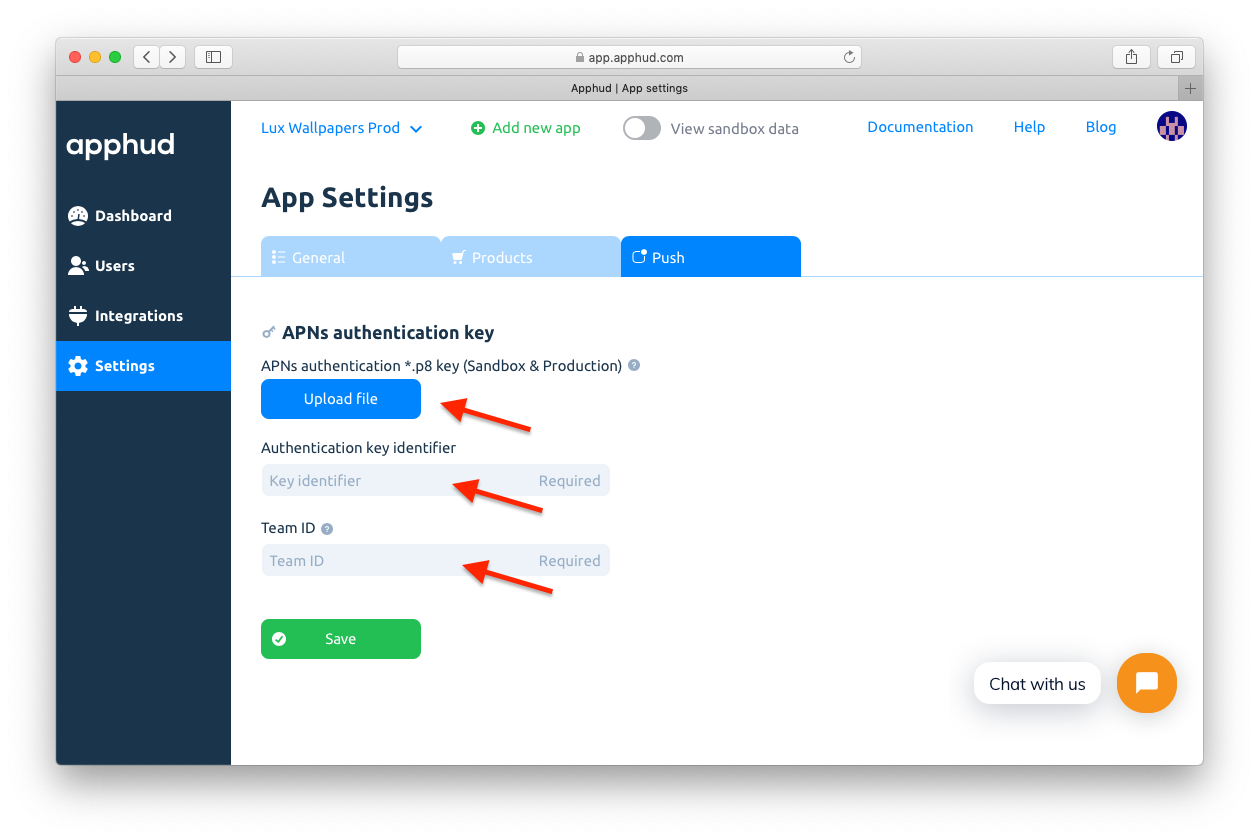 app.apphud.com
Apphud | App settings
apphud
Lux Wallpapers Prod
Add new app
View sandbox data
Documentation
Help
Blog
Dashboard
Users
Integrations
Settings
App Settings
General
Products
Push
APNs authentication key
APNs authentication *.p8 key (Sandbox & Production) ?
Upload file
Authentication key identifier
Key identifier Required
Team ID ?
Team ID Required
Save
Chat with us